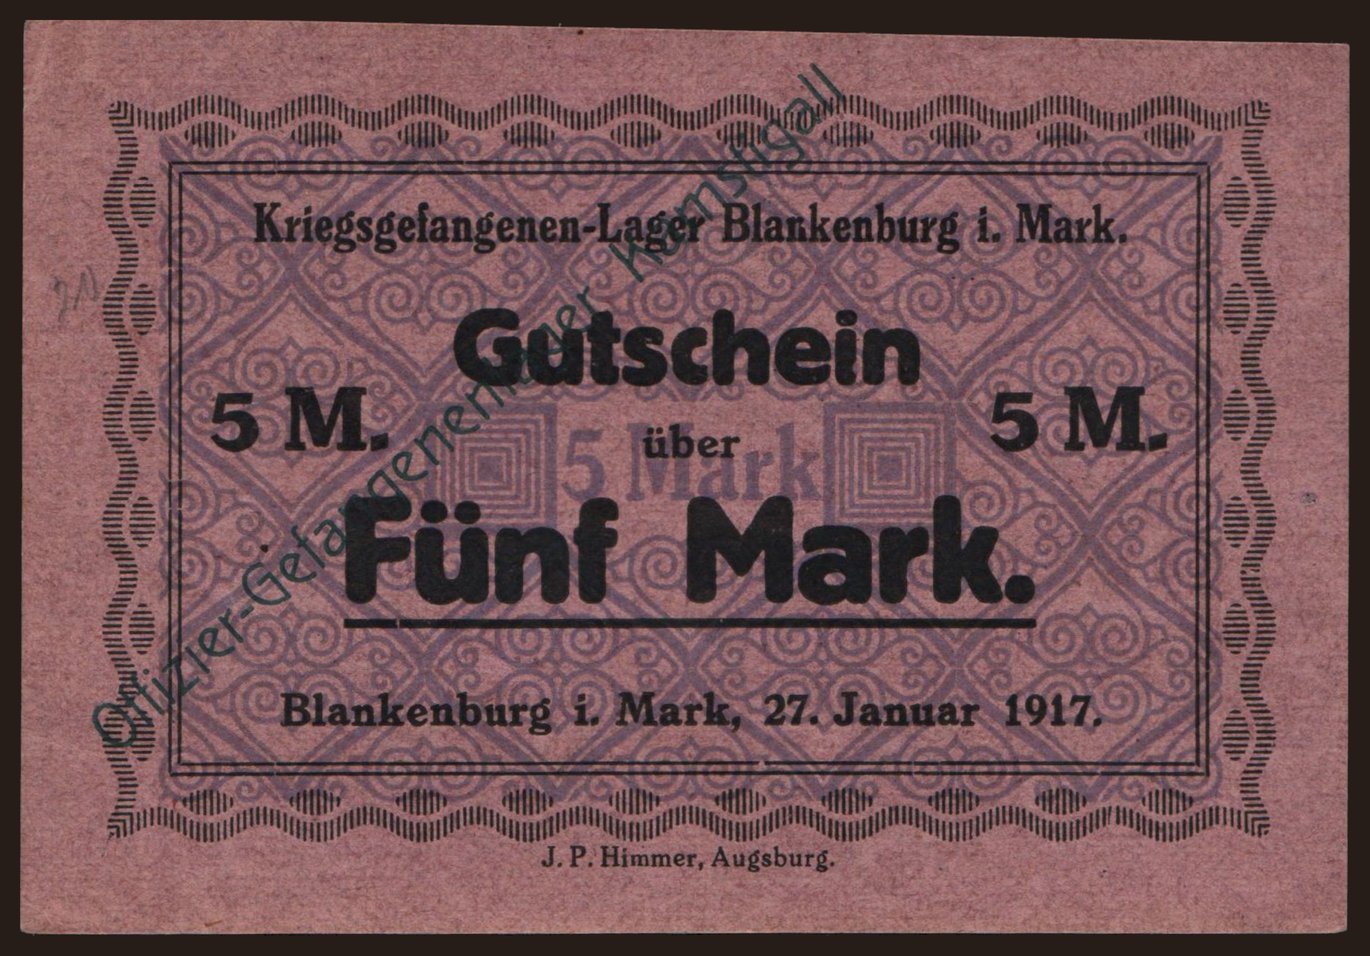 Kriegsgefangenen-Lager Blankenburg i. Mark.
Gutschein
5 M.
5 M.
über
5 Mark
Fünf Mark.
Blankenburg i. Mark, 27. Januar 1917.
J. P. Himmer, Augsburg.
Offizier-Gefangenenlager Kamstigall